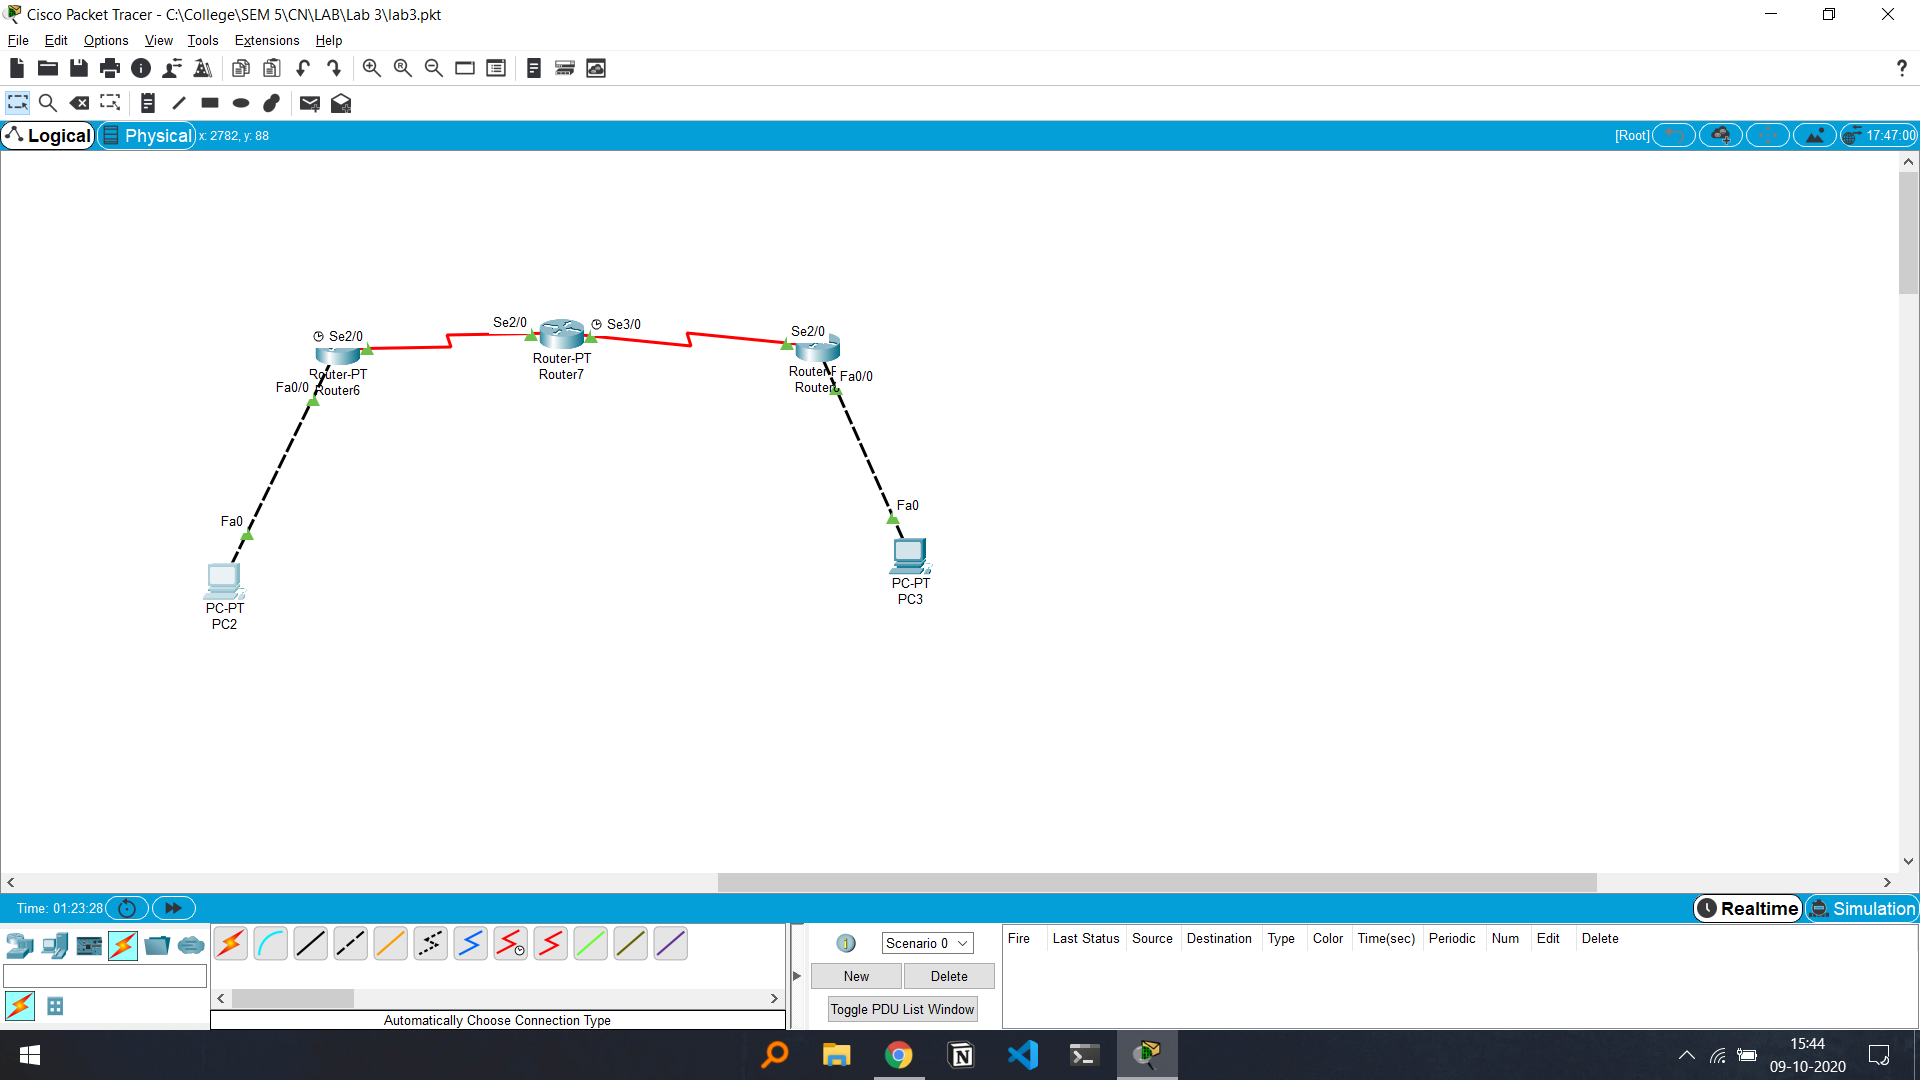 Cisco Packet Tracer - C:\College\SEM 5\CN\LAB\Lab 3\lab3.pkt
File Edit Options View Tools Extensions Help
?
Logical Physical x: 2782, y: 88 [Root] 17:47:00
Se2/0 Se3/0
Se2/0 Se2/0
Router-PT
Router7
Router-PT
Router6
Fa0/0
Router-P
Router
Fa0/0
Fa0
Fa0
PC-PT
PC3
PC-PT
PC2
Time: 01:23:28 Realtime Simulation
Scenario 0
New Delete
Toggle PDU List Window
Fire Last Status Source Destination Type Color Time(sec) Periodic Num Edit Delete
Automatically Choose Connection Type
15:44
09-10-2020